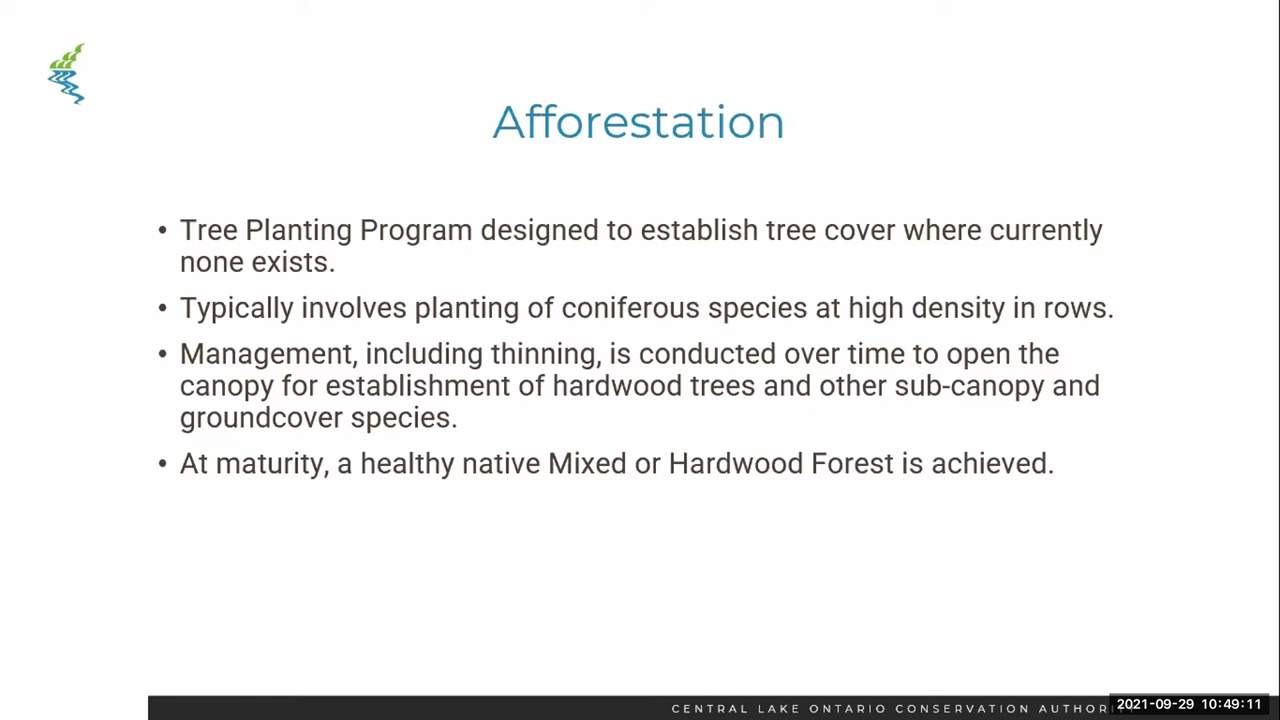 Afforestation
• Tree Planting Program designed to establish tree cover where currently
none exists.
• Typically involves planting of coniferous species at high density in rows.
• Management, including thinning, is conducted over time to open the
canopy for establishment of hardwood trees and other sub-canopy and
groundcover species.
• At maturity, a healthy native Mixed or Hardwood Forest is achieved.
CENTRAL LAKE ONTARIO CONSERVATION
2021-09-29 10:49:11